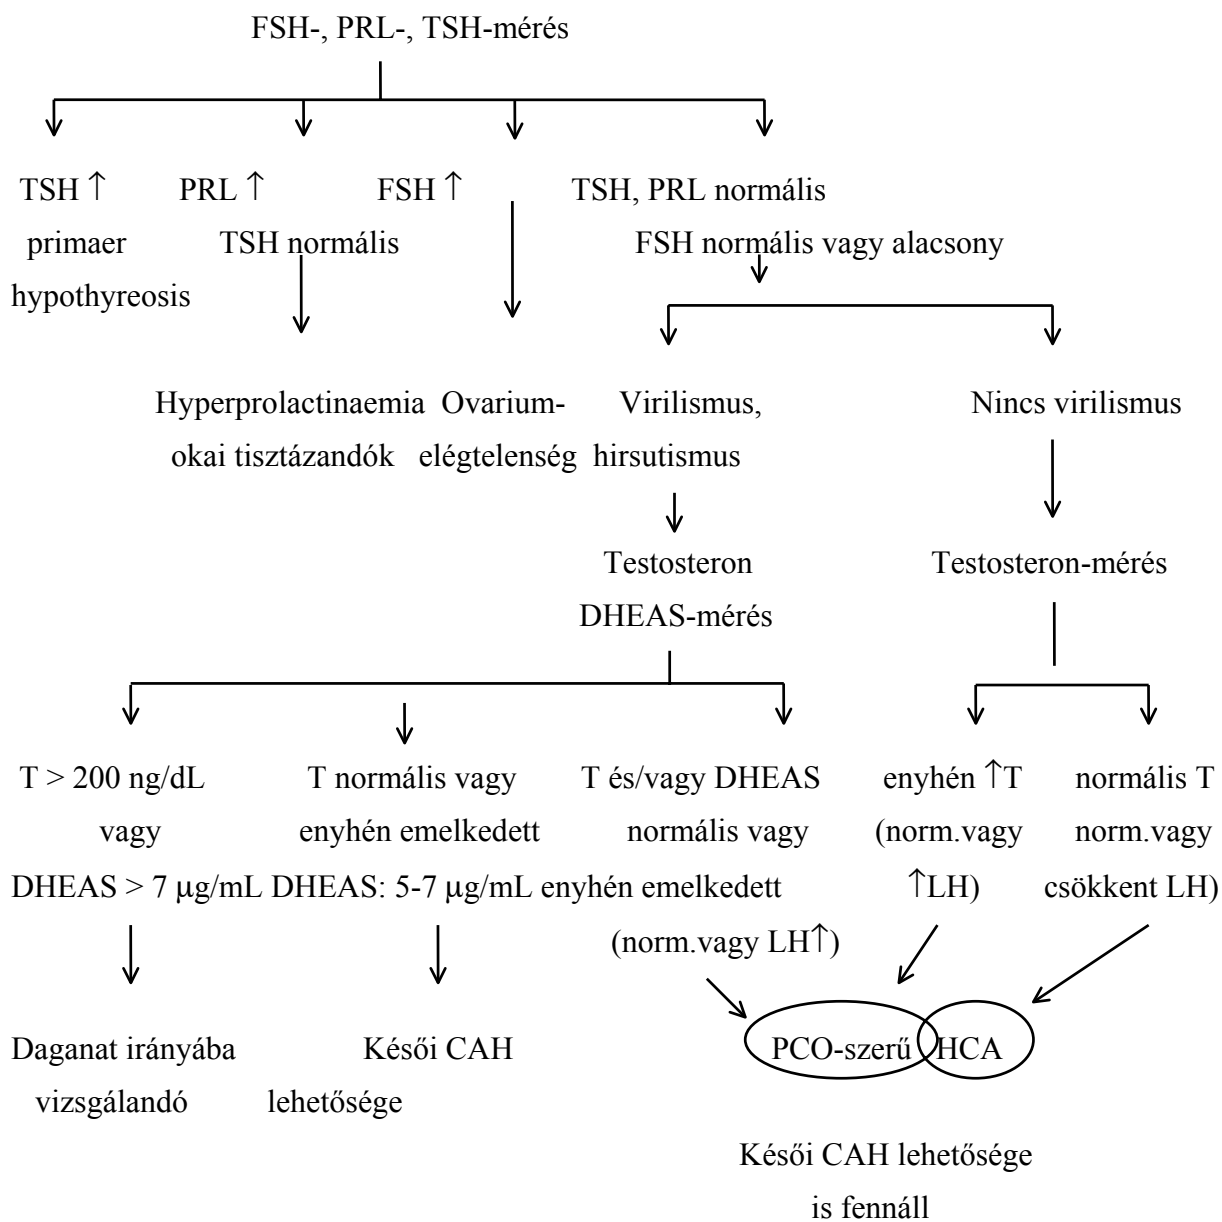 FSH-, PRL-, TSH-mérés
TSH ↑ PRL ↑ FSH ↑ TSH, PRL normális
primaer TSH normális FSH normális vagy alacsony
hypothyreosis
Hyperprolactinaemia Ovarium- Virilismus, Nincs virilismus
okai tisztázandók elégtelenség hirsutismus
Testosteron Testosteron-mérés
DHEAS-mérés
T > 200 ng/dL T normális vagy T és/vagy DHEAS enyhén ↑T normális T
vagy enyhén emelkedett normális vagy (norm.vagy norm.vagy
DHEAS > 7 μg/mL DHEAS: 5-7 μg/mL enyhén emelkedett ↑LH) csökkent LH)
(norm.vagy LH↑)
Daganat irányába Késői CAH PCO-szerű HCA
vizsgálandó lehetősége
Késői CAH lehetősége
is fennáll